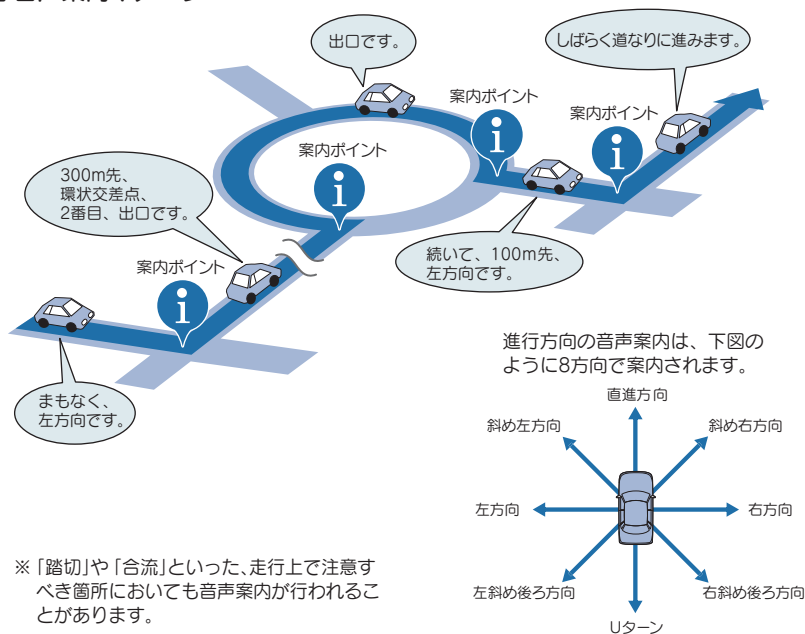 出口です。
しばらく道なりに進みます。
案内ポイント
案内ポイント
案内ポイント
300m先、
環状交差点、
2番目、出口です。
続いて、100m先、
左方向です。
案内ポイント
まもなく、
左方向です。
進行方向の音声案内は、下図の
ように8方向で案内されます。
直進方向
斜め左方向
斜め右方向
左方向
右方向
左斜め後ろ方向
右斜め後ろ方向
Uターン
※「踏切」や「合流」といった、走行上で注意す
べき箇所においても音声案内が行われるこ
とがあります。